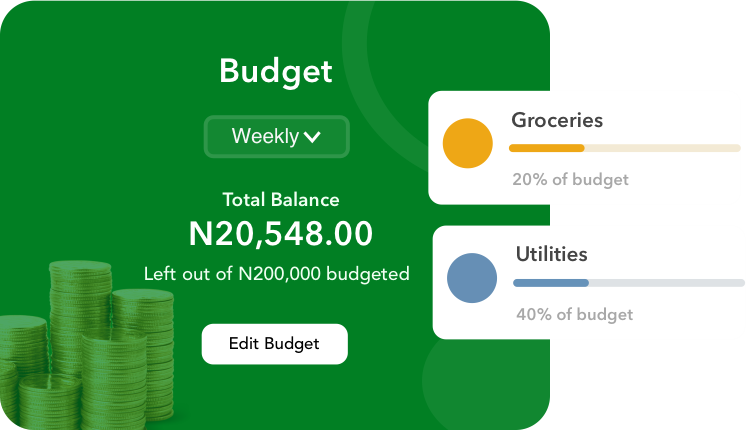 Budget
Weekly
Total Balance
N20,548.00
Left out of N200,000 budgeted
Edit Budget
Groceries
20% of budget
Utilities
40% of budget